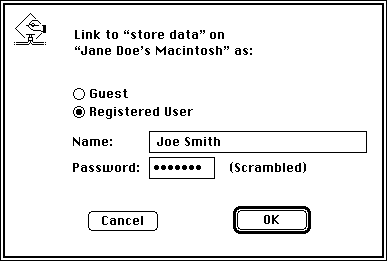 Link to “store data” on
“Jane Doe’s Macintosh” as:
Guest
Registered User
Name: Joe Smith
Password: ••••••• (Scrambled)
Cancel OK